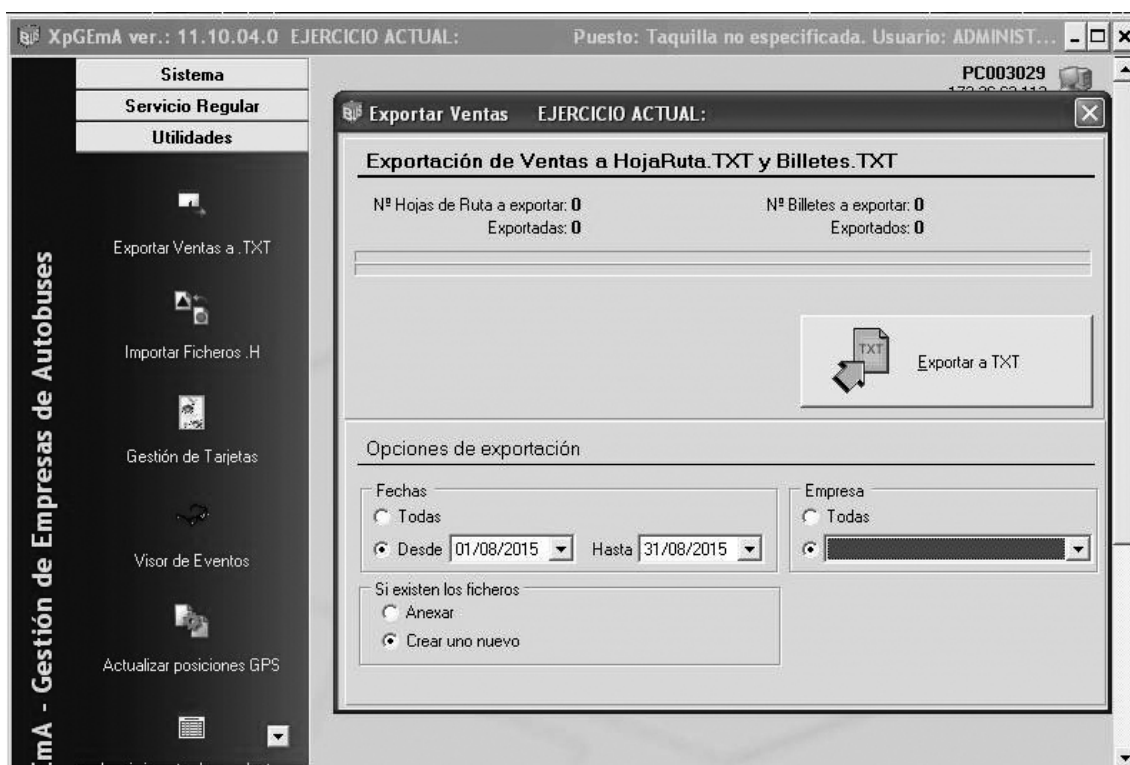 XpGEmA ver.: 11.10.04.0 EJERCICIO ACTUAL: Puesto: Taquilla no especificada. Usuario: ADMINIST...
Sistema
Servicio Regular
Utilidades
Exportar Ventas a .TXT
Importar Ficheros .H
Gestión de Tarjetas
Visor de Eventos
Actualizar posiciones GPS
EmA - Gestión de Empresas de Autobuses
PC003029
Exportar Ventas EJERCICIO ACTUAL:
Exportación de Ventas a HojaRuta.TXT y Billetes.TXT
Nº Hojas de Ruta a exportar: 0
Exportadas: 0
Nº Billetes a exportar: 0
Exportados: 0
TXT
Exportar a TXT
Opciones de exportación
Fechas
Todas
Desde 01/08/2015 Hasta 31/08/2015
Empresa
Todas
Si existen los ficheros
Anexar
Crear uno nuevo